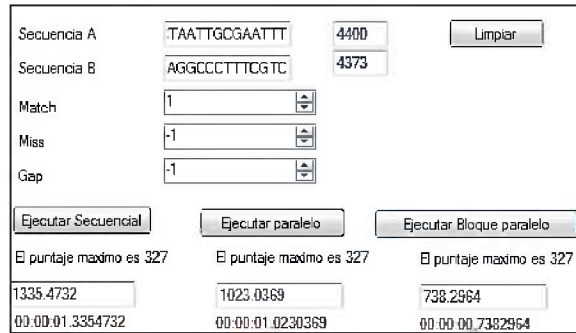 Secuencia A TAATTGCGAATTT 4400 Limpiar
Secuencia B AGGCCCTTTCGTC 4373
Match 1
Miss -1
Gap -1
Ejecutar Secuencial Ejecutar paralelo Ejecutar Bloque paralelo
El puntaje maximo es 327 El puntaje maximo es 327 El puntaje maximo es 327
1335.4732 1023.0369 738.2964
00:00:01.3354732 00:00:01.0230369 00:00:00.7382964